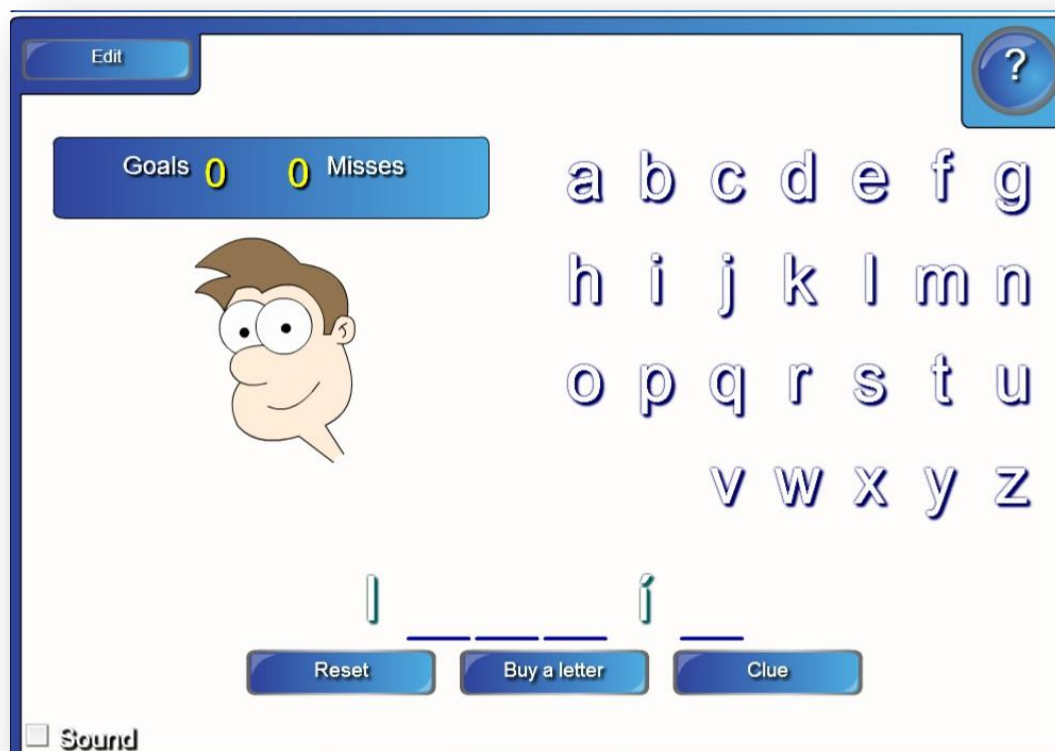 Edit
?
Goals 0 0 Misses
a b c d e f g
h i j k l m n
o p q r s t u
v w x y z
l _ _ _ í _
Reset Buy a letter Clue
Sound